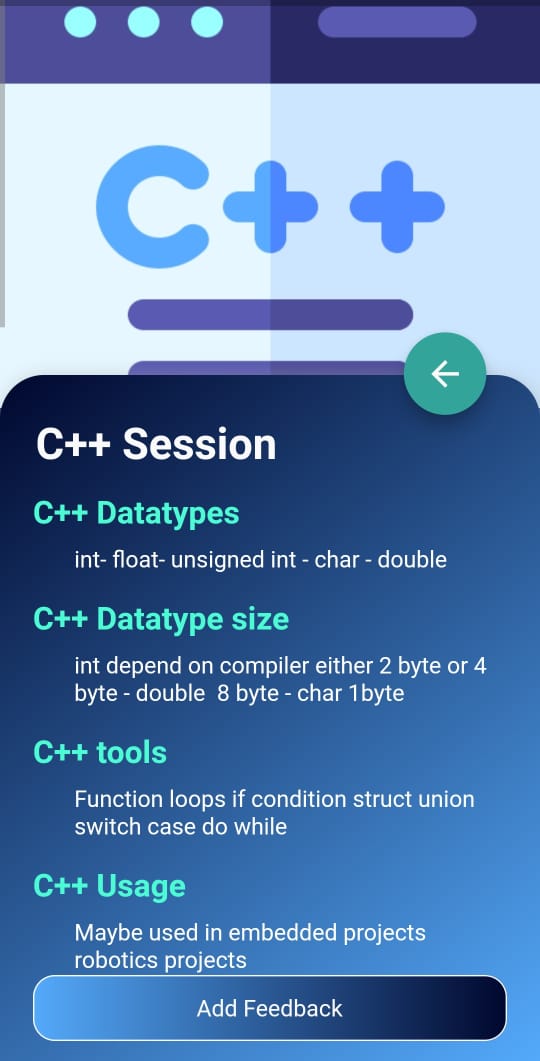 C++
C++ Session
C++ Datatypes
int- float- unsigned int - char - double
C++ Datatype size
int depend on compiler either 2 byte or 4
byte - double  8 byte - char 1byte
C++ tools
Function loops if condition struct union
switch case do while
C++ Usage
Maybe used in embedded projects
robotics projects
Add Feedback